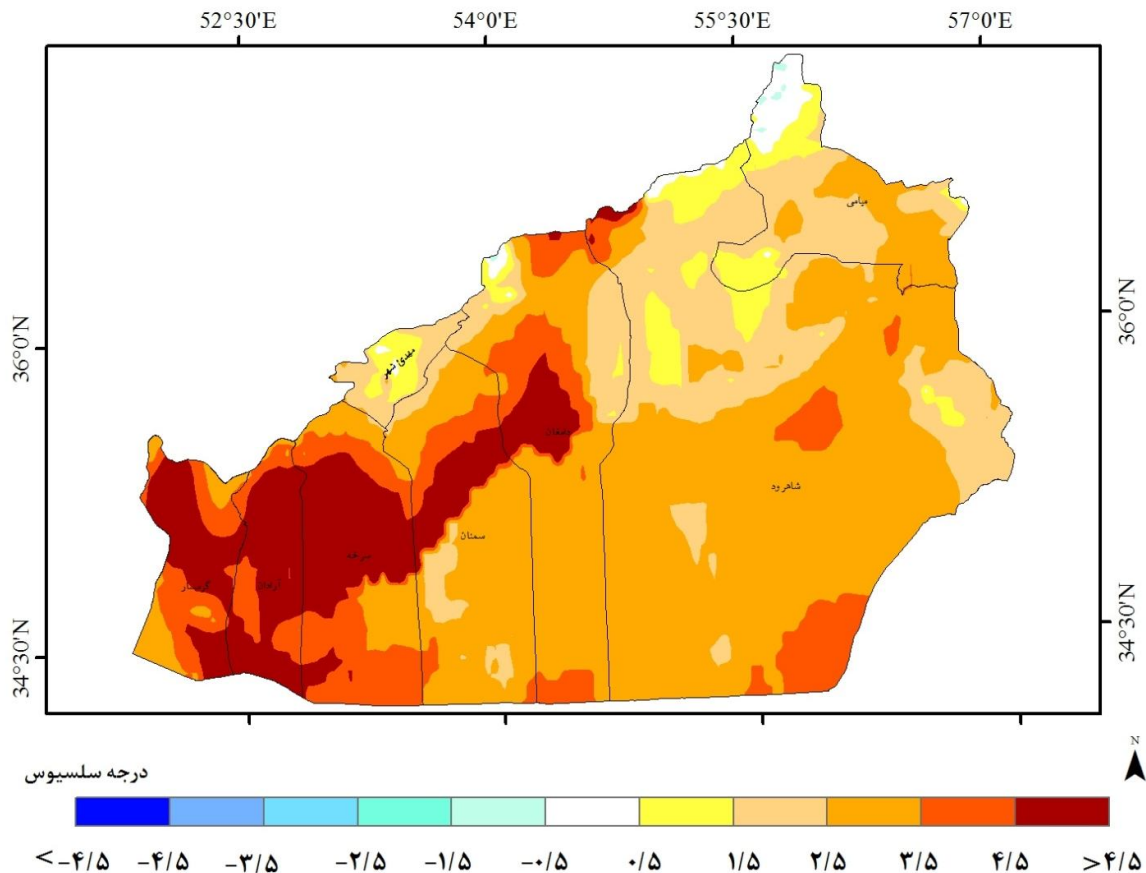 52°30'E 54°0'E 55°30'E 57°0'E
میامی
36°0'N
36°0'N
مهدی شهر
دامغان
شاهرود
سمنان
سرخه
آرادان
گرمسار
34°30'N
34°30'N
N
درجه سلسیوس
< -۴/۵ -۴/۵ -۳/۵ -۲/۵ -۱/۵ -۰/۵ ۰/۵ ۱/۵ ۲/۵ ۳/۵ ۴/۵ >۴/۵